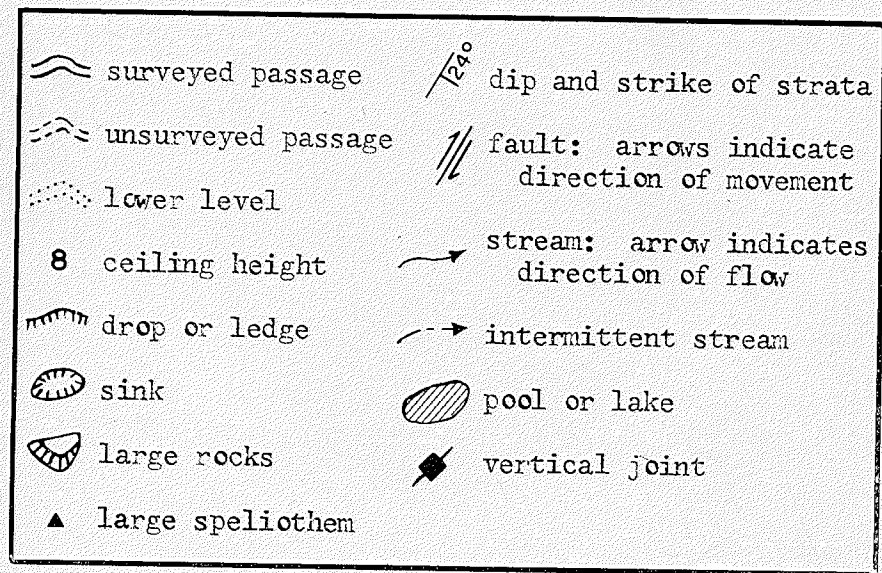 surveyed passage
unsurveyed passage
lower level
8 ceiling height
drop or ledge
sink
large rocks
large speliothem
24°
dip and strike of strata
fault: arrows indicate
direction of movement
stream: arrow indicates
direction of flow
intermittent stream
pool or lake
vertical joint